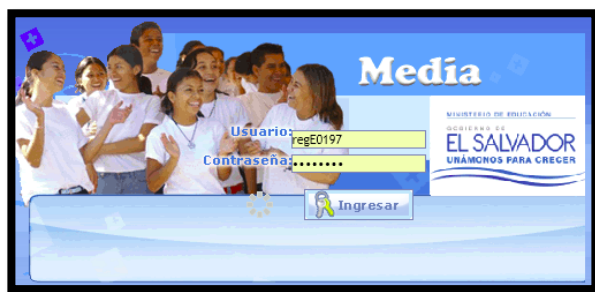 Media
MINISTERIO DE EDUCACIÓN
GOBIERNO DE
EL SALVADOR
UNÁMONOS PARA CRECER
Usuario: regE0197
Contraseña: ••••••••
Ingresar